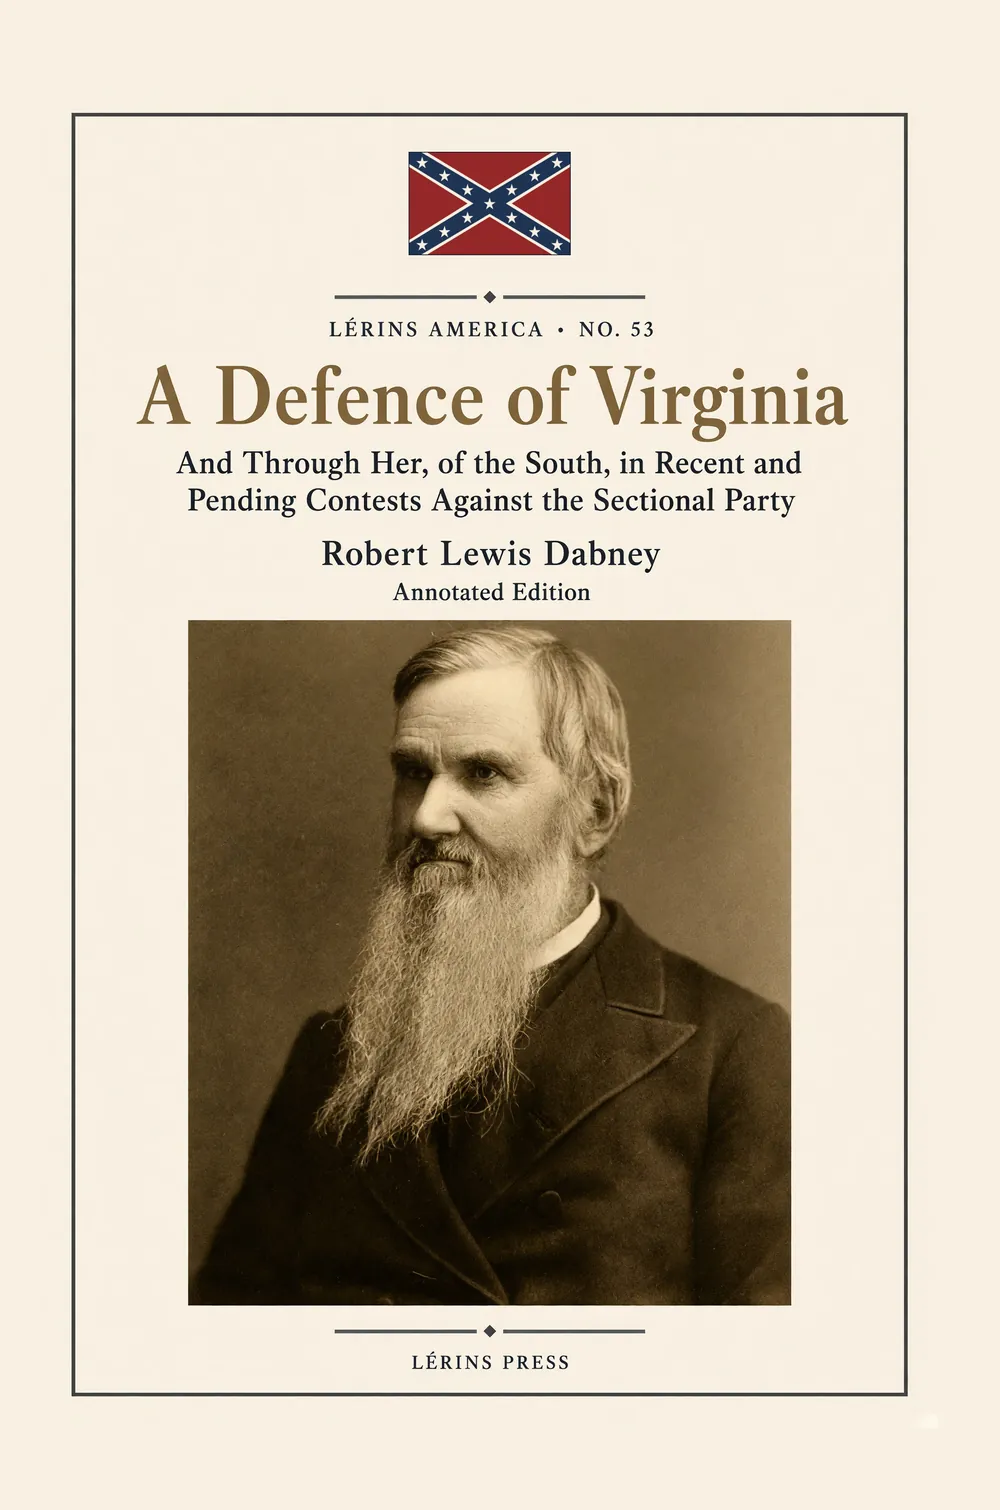 LÉRINS AMERICA • NO. 53
A Defence of Virginia
And Through Her, of the South, in Recent and
Pending Contests Against the Sectional Party
Robert Lewis Dabney
Annotated Edition
LÉRINS PRESS